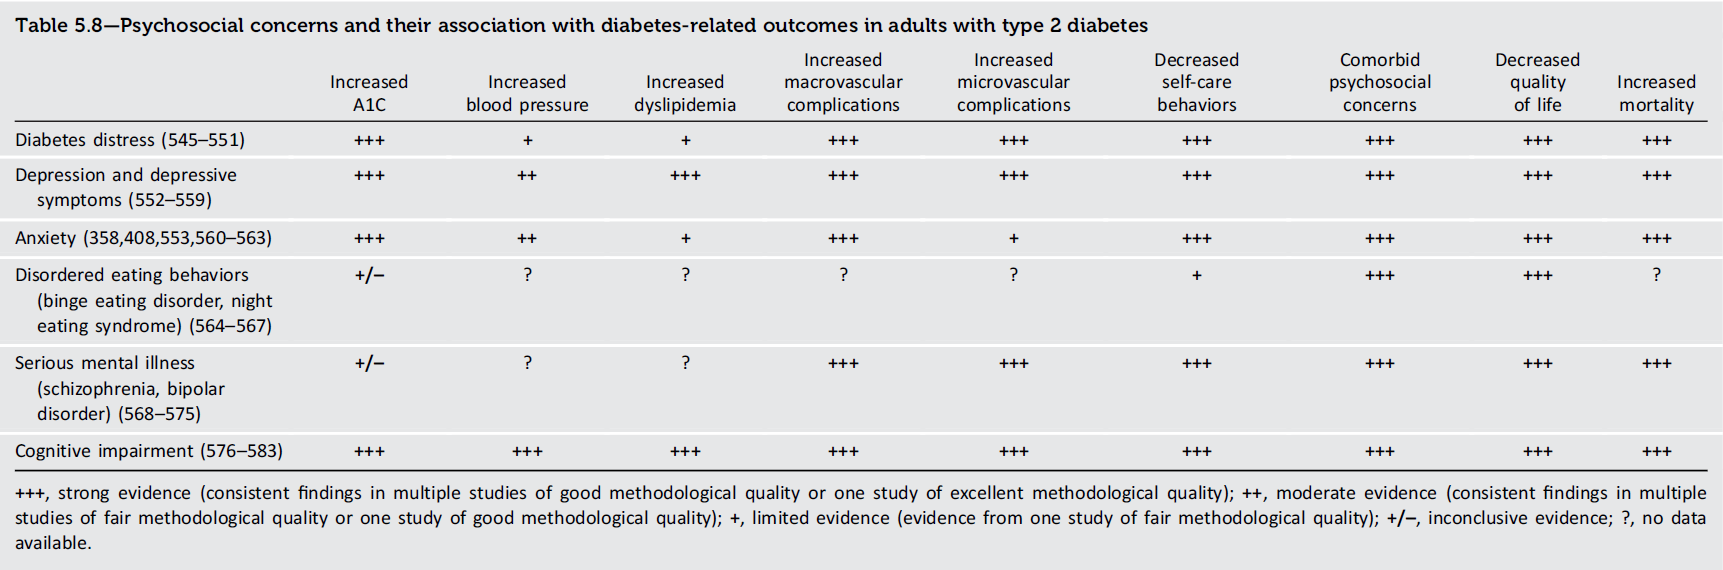 Table 5.8—Psychosocial concerns and their association with diabetes-related outcomes in adults with type 2 diabetes
Increased A1C	Increased blood pressure	Increased dyslipidemia	Increased macrovascular complications	Increased microvascular complications	Decreased self-care behaviors	Comorbid psychosocial concerns	Decreased quality of life	Increased mortality
Diabetes distress (545–551)	+++	+	+	+++	+++	+++	+++	+++	+++
Depression and depressive	+++	++	+++	+++	+++	+++	+++	+++	+++
symptoms (552–559)
Anxiety (358,408,553,560–563)	+++	++	+	+++	+	+++	+++	+++	+++
Disordered eating behaviors	+/−	?	?	?	?	+	+++	+++	?
(binge eating disorder, night
eating syndrome) (564–567)
Serious mental illness	+/−	?	?	+++	+++	+++	+++	+++	+++
(schizophrenia, bipolar
disorder) (568–575)
Cognitive impairment (576–583)	+++	+++	+++	+++	+++	+++	+++	+++	+++
+++, strong evidence (consistent findings in multiple studies of good methodological quality or one study of excellent methodological quality); ++, moderate evidence (consistent findings in multiple
studies of fair methodological quality or one study of good methodological quality); +, limited evidence (evidence from one study of fair methodological quality); +/−, inconclusive evidence; ?, no data
available.